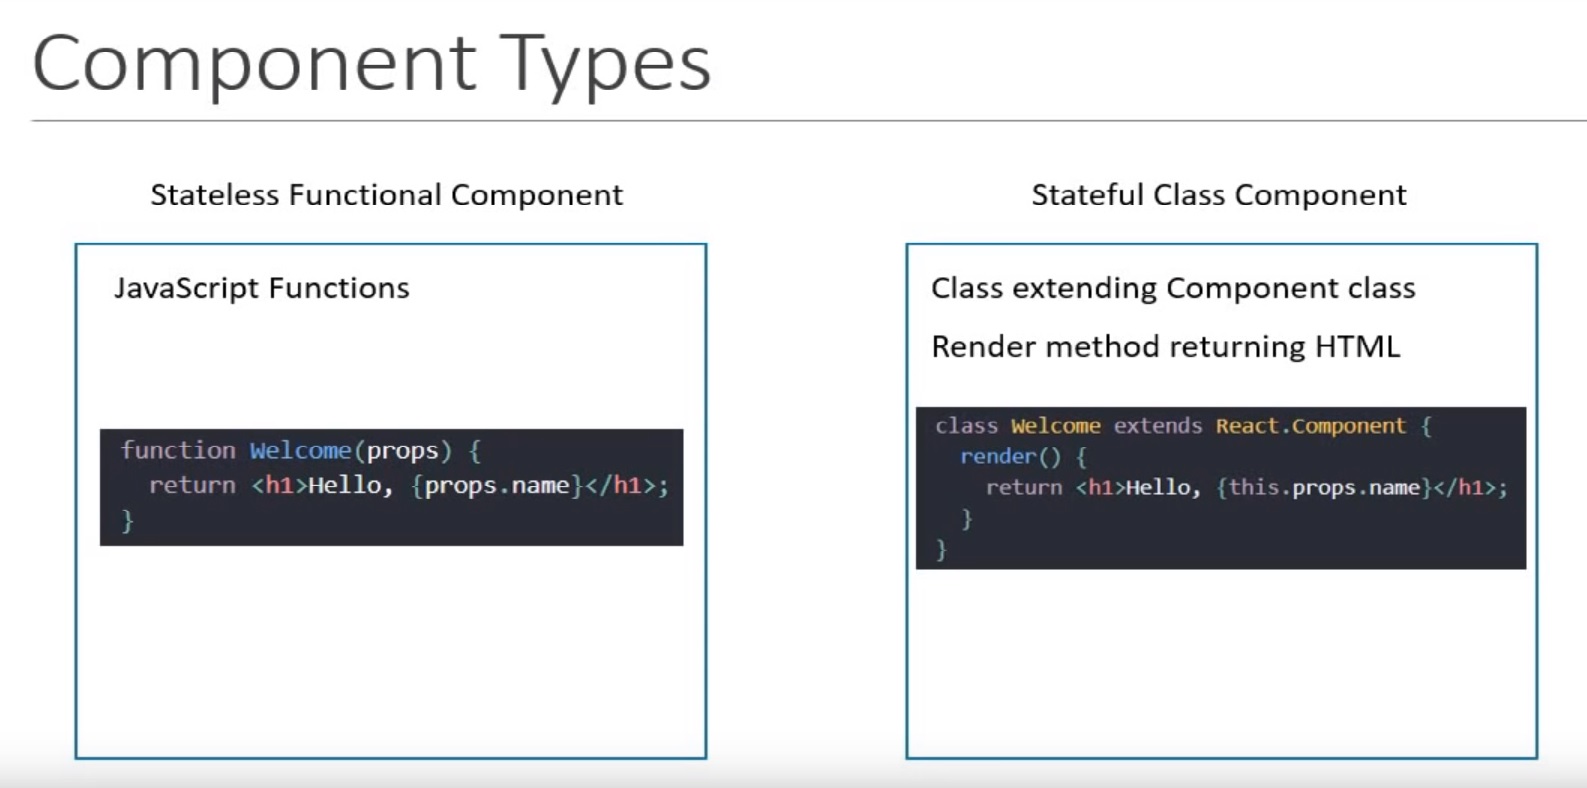 Component Types
Stateless Functional Component
JavaScript Functions
function Welcome(props) {
return <h1>Hello, {props.name}</h1>;
}
Stateful Class Component
Class extending Component class
Render method returning HTML
class Welcome extends React.Component {
render() {
return <h1>Hello, {this.props.name}</h1>;
}
}